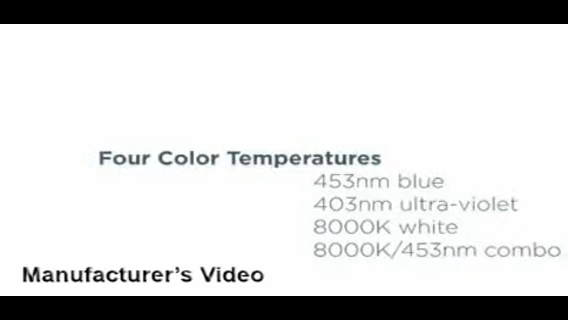 Four Color Temperatures
453nm blue
403nm ultra-violet
8000K white
8000K/453nm combo
Manufacturer's Video